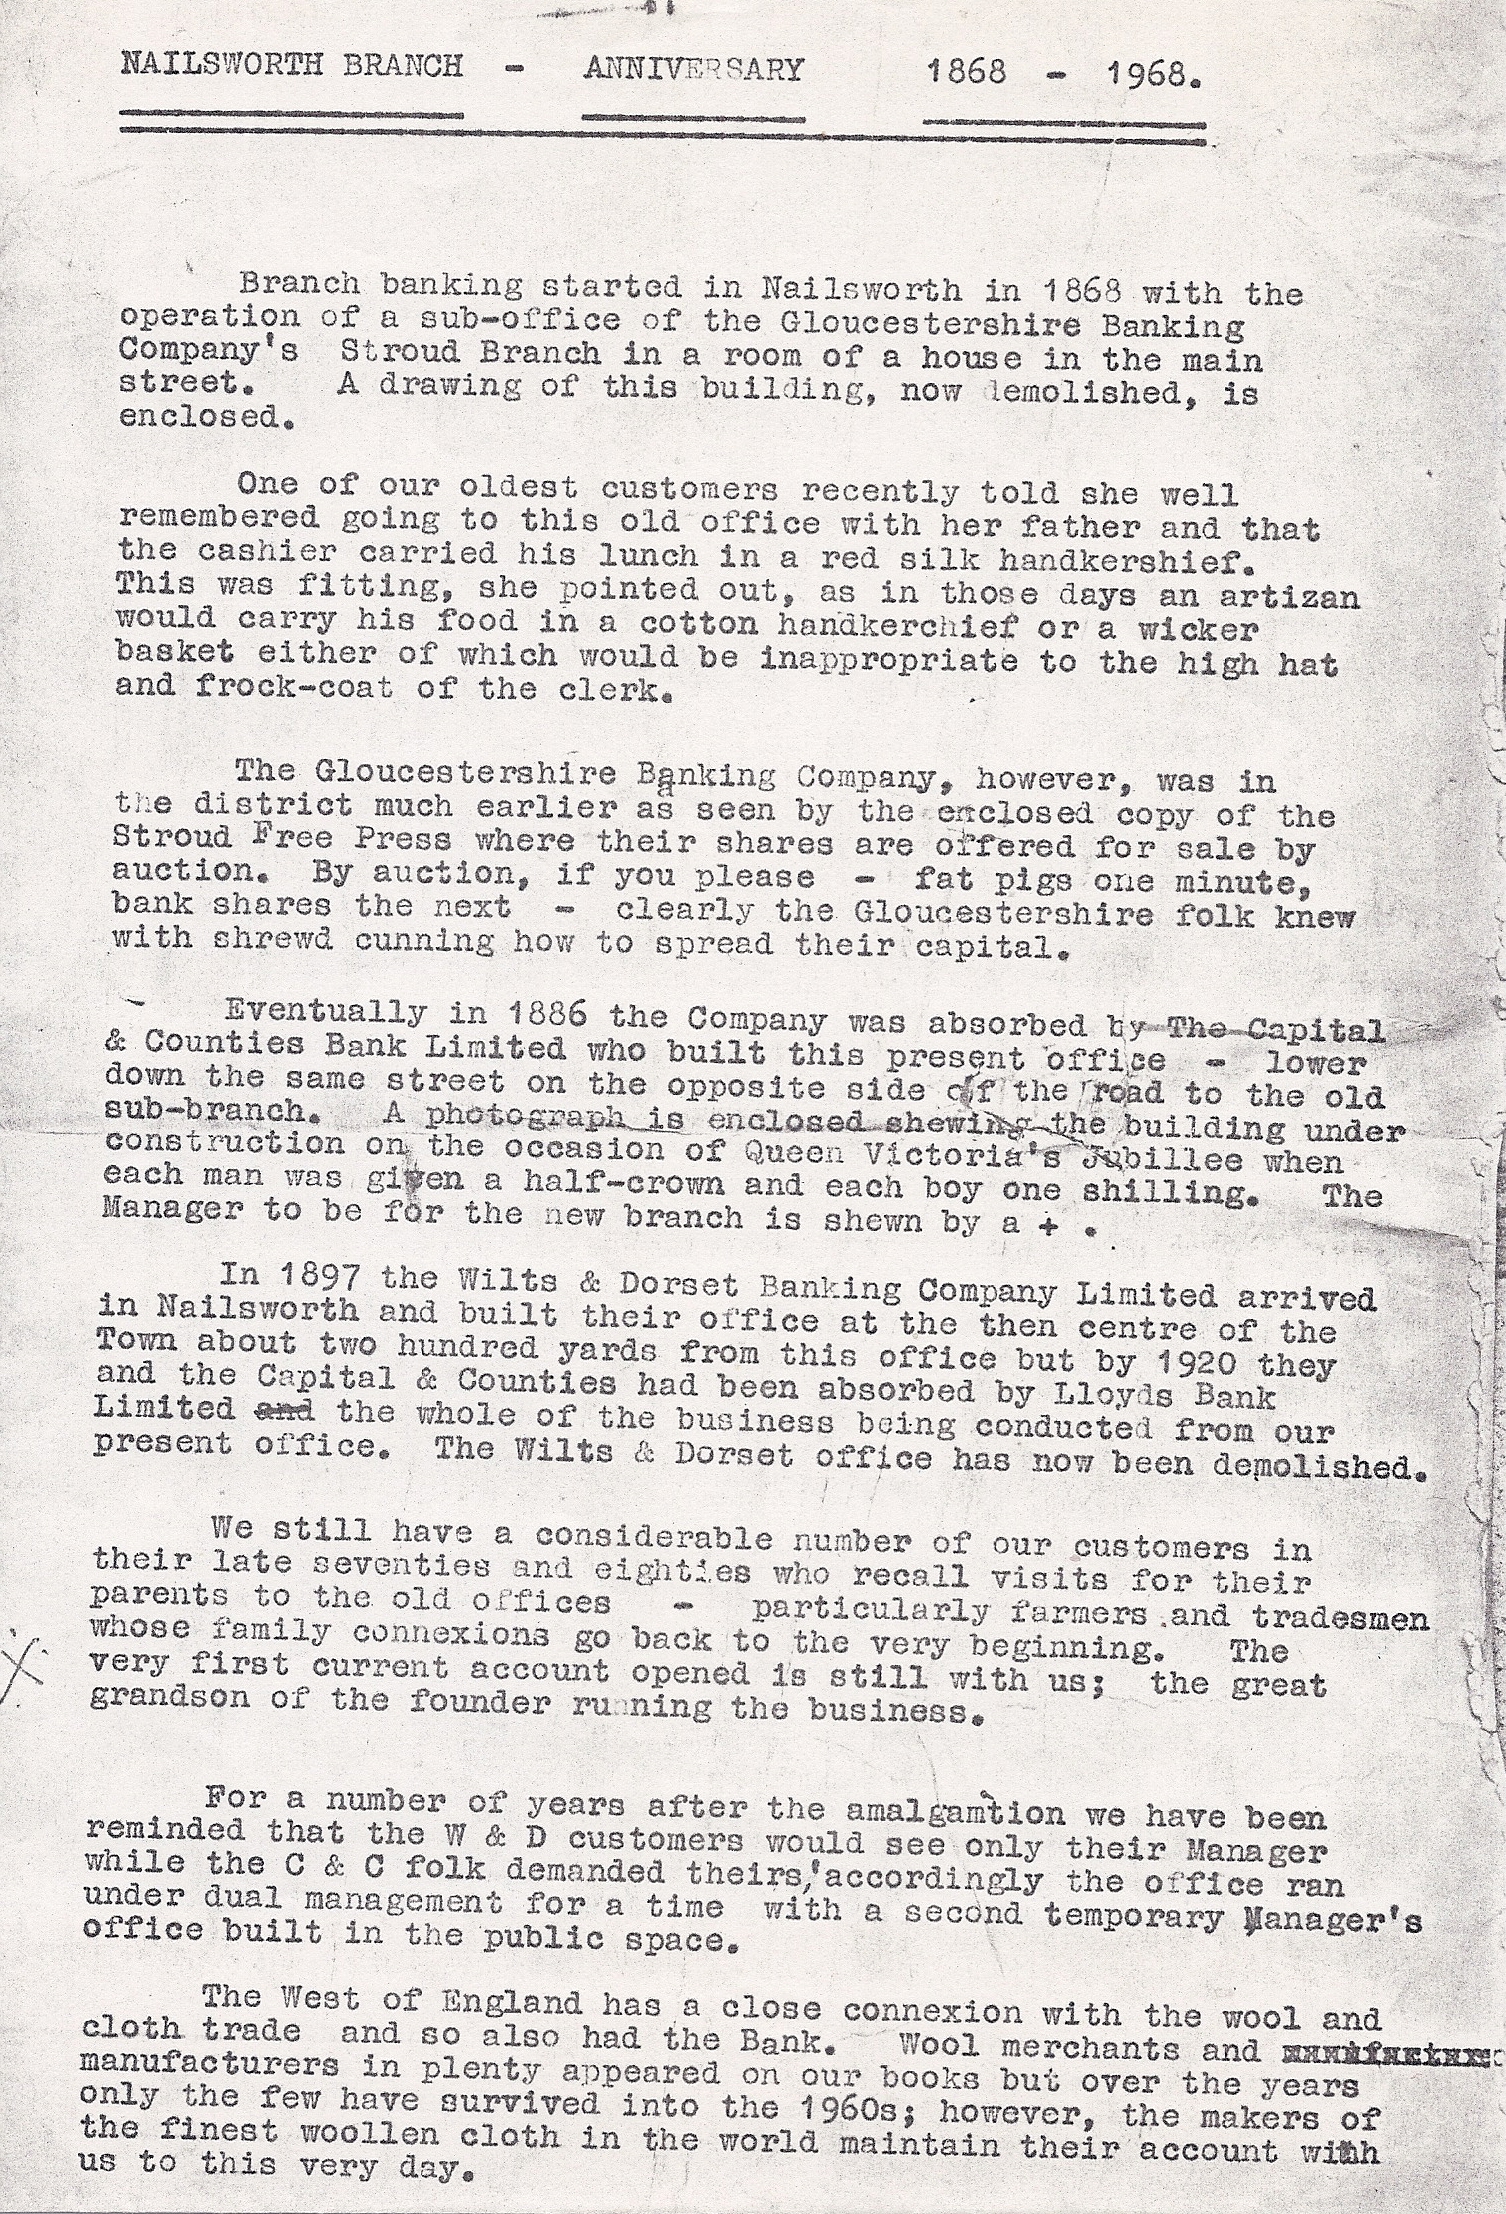 NAILSWORTH BRANCH - ANNIVERSARY 1868 - 1968.
Branch banking started in Nailsworth in 1868 with the
operation of a sub-office of the Gloucestershire Banking
Company's Stroud Branch in a room of a house in the main
street. A drawing of this building, now demolished, is
enclosed.
One of our oldest customers recently told she well
remembered going to this old office with her father and that
the cashier carried his lunch in a red silk handkershief.
This was fitting, she pointed out, as in those days an artizan
would carry his food in a cotton handkerchief or a wicker
basket either of which would be inappropriate to the high hat
and frock-coat of the clerk.
The Gloucestershire Banking Company, however, was in
the district much earlier as seen by the enclosed copy of the
Stroud Free Press where their shares are offered for sale by
auction. By auction, if you please - fat pigs one minute,
bank shares the next - clearly the Gloucestershire folk knew
with shrewd cunning how to spread their capital.
Eventually in 1886 the Company was absorbed by The Capital
& Counties Bank Limited who built this present office - lower
down the same street on the opposite side of the road to the old
sub-branch. A photograph is enclosed shewing the building under
construction on the occasion of Queen Victoria's Jubillee when
each man was given a half-crown and each boy one shilling. The
Manager to be for the new branch is shewn by a + .
In 1897 the Wilts & Dorset Banking Company Limited arrived
in Nailsworth and built their office at the then centre of the
Town about two hundred yards from this office but by 1920 they
and the Capital & Counties had been absorbed by Lloyds Bank
Limited and the whole of the business being conducted from our
present office. The Wilts & Dorset office has now been demolished.
We still have a considerable number of our customers in
their late seventies and eighties who recall visits for their
parents to the old offices - particularly farmers and tradesmen
whose family connexions go back to the very beginning. The
very first current account opened is still with us; the great
grandson of the founder running the business.
For a number of years after the amalgamtion we have been
reminded that the W & D customers would see only their Manager
while the C & C folk demanded theirs, accordingly the office ran
under dual management for a time with a second temporary Manager's
office built in the public space.
The West of England has a close connexion with the wool and
cloth trade and so also had the Bank. Wool merchants and
manufacturers in plenty appeared on our books but over the years
only the few have survived into the 1960s; however, the makers of
the finest woollen cloth in the world maintain their account with
us to this very day.